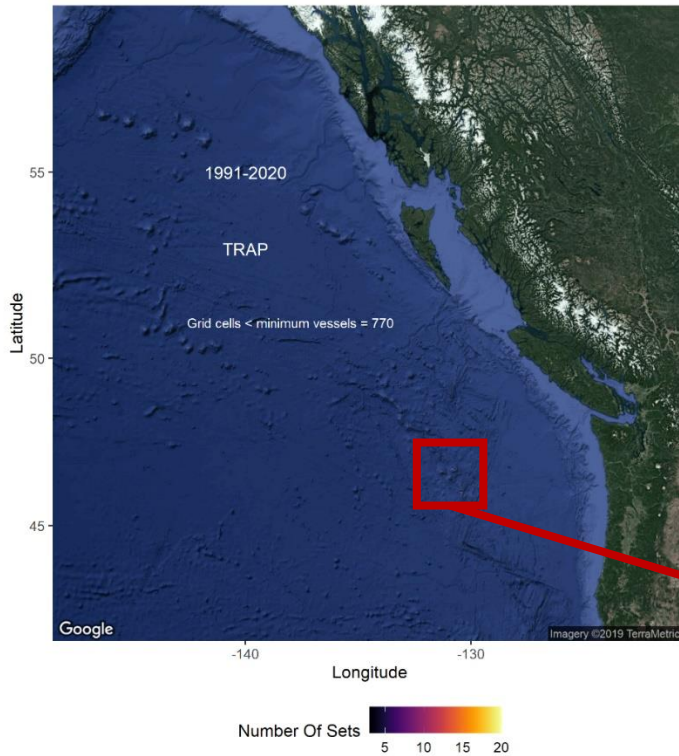 55
50
45
Latitude
1991-2020
TRAP
Grid cells < minimum vessels = 770
Google
Imagery ©2019 TerraMetric
-140
-130
Longitude
Number Of Sets
5
10
15
20